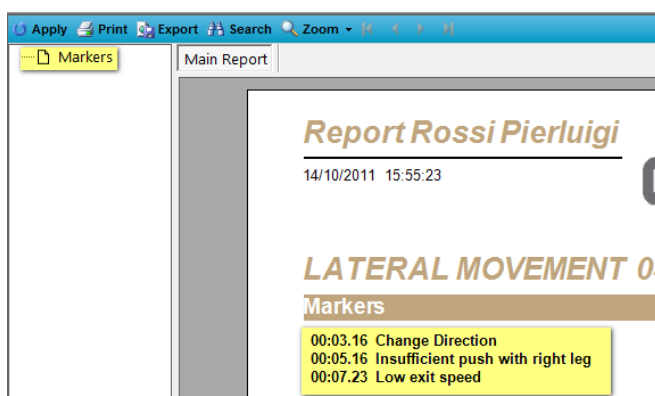 Apply Print Export Search Zoom
Markers
Main Report
Report Rossi Pierluigi
14/10/2011 15:55:23
LATERAL MOVEMENT
Markers
00:03.16 Change Direction
00:05.16 Insufficient push with right leg
00:07.23 Low exit speed